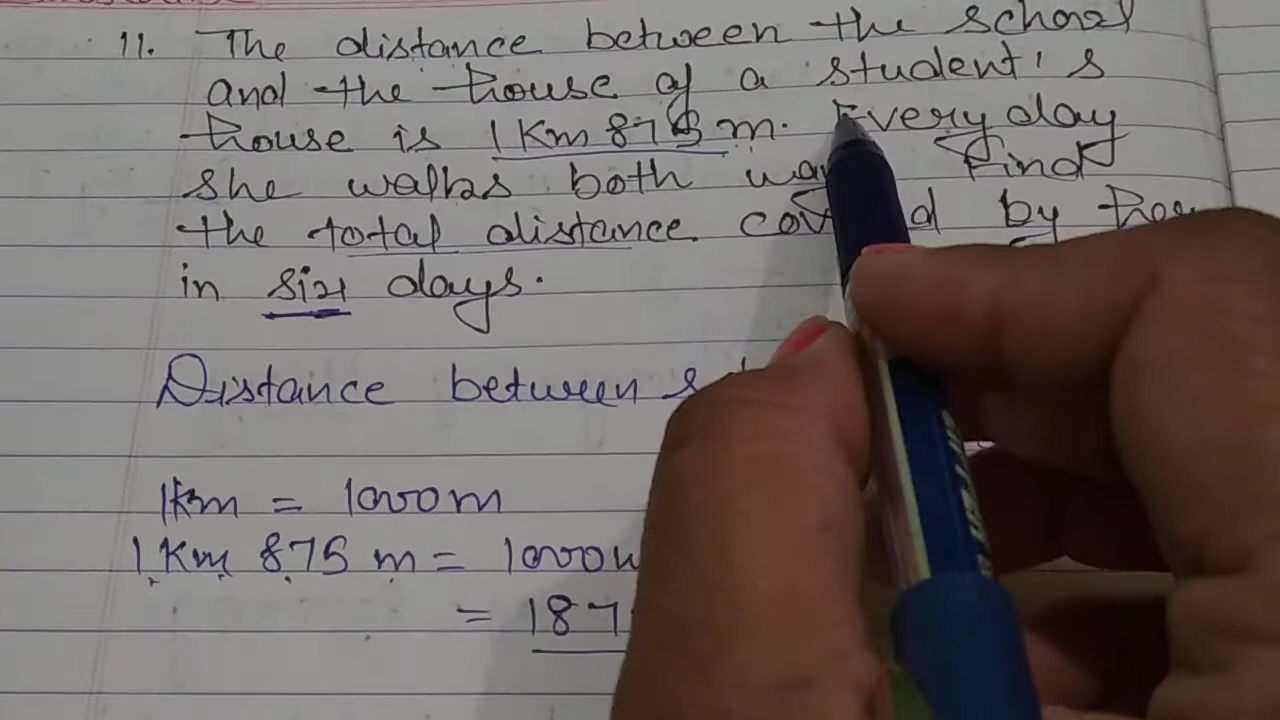 11. The distance between the school
and the house of a student's
house is 1Km 875 m. Every day
she walks both Find
the total distance by
in six days.
Distance between
1km = 1000m
1 Km 875 m = 1000
= 187